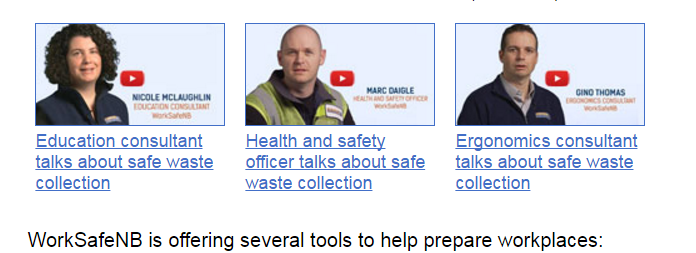 NICOLE MCLAUGHLIN
EDUCATION CONSULTANT
WorkSafeNB
MARC DAIGLE
HEALTH AND SAFETY OFFICER
WorkSafeNB
GINO THOMAS
ERGONOMICS CONSULTANT
WorkSafeNB
Education consultant
talks about safe waste
collection
Health and safety
officer talks about safe
waste collection
Ergonomics consultant
talks about safe waste
collection
WorkSafeNB is offering several tools to help prepare workplaces: